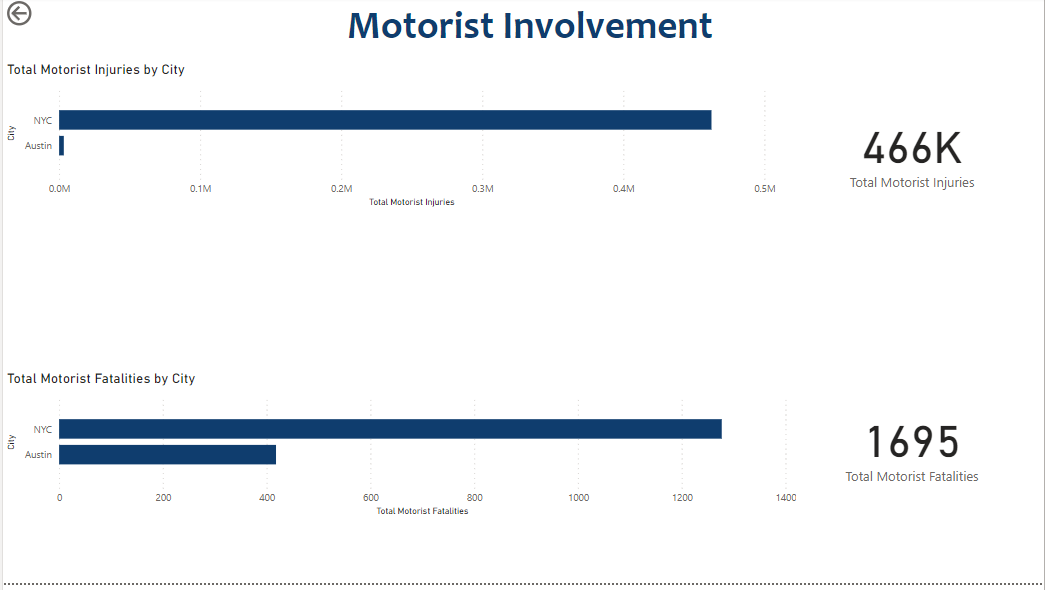 Motorist Involvement
Total Motorist Injuries by City
City
NYC
Austin
0.0M 0.1M 0.2M 0.3M 0.4M 0.5M
Total Motorist Injuries
466K
Total Motorist Injuries
Total Motorist Fatalities by City
City
NYC
Austin
0 200 400 600 800 1000 1200 1400
Total Motorist Fatalities
1695
Total Motorist Fatalities